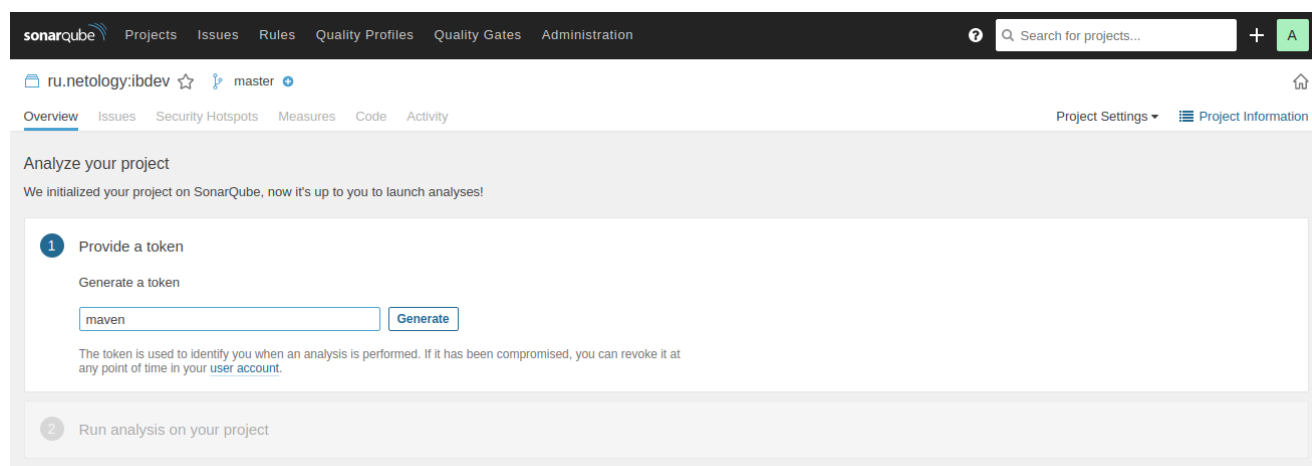 sonarqube Projects Issues Rules Quality Profiles Quality Gates Administration Search for projects... A
ru.netology:ibdev master
Overview Issues Security Hotspots Measures Code Activity Project Settings Project Information
Analyze your project
We initialized your project on SonarQube, now it's up to you to launch analyses!
1 Provide a token
Generate a token
maven Generate
The token is used to identify you when an analysis is performed. If it has been compromised, you can revoke it at
any point of time in your user account.
2 Run analysis on your project